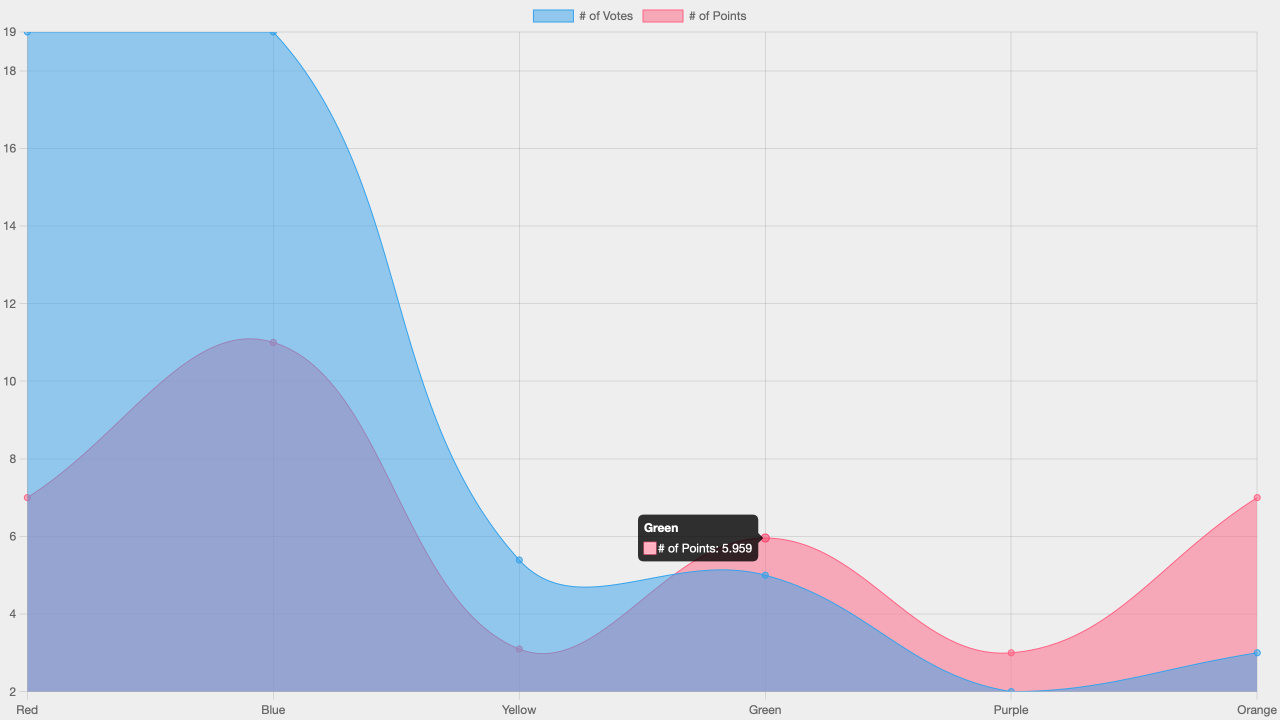 # of Votes # of Points
19
18
16
14
12
10
8
6
4
2
Green
# of Points: 5.959
Red Blue Yellow Green Purple Orange